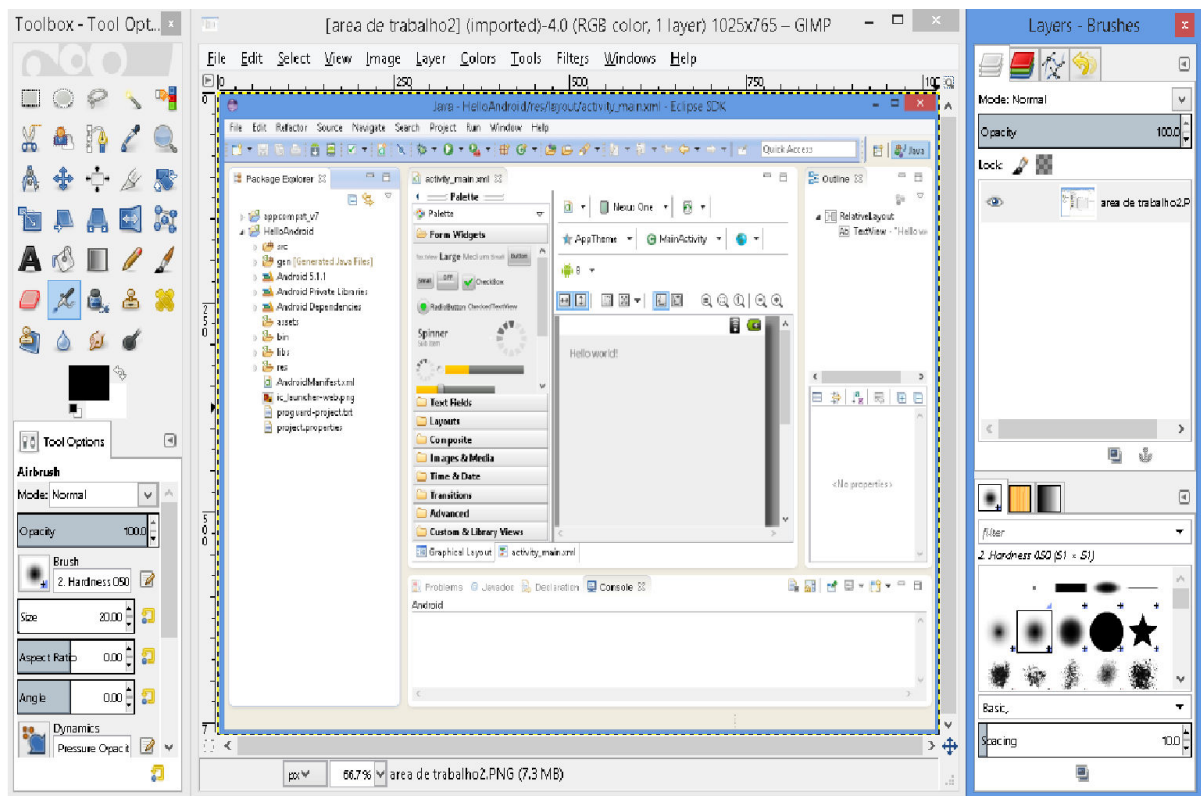 Toolbox - Tool Opt...
Tool Options
Airbrush
Mode: Normal
Opacity 100.0
Brush
2. Hardness 050
Size 20.00
Aspect Ratio 0.00
Angle 0.00
Dynamics
Pressure Opacit
[area de trabalho2] (imported)-4.0 (RGB color, 1 layer) 1025x765 – GIMP
File Edit Select View Image Layer Colors Tools Filters Windows Help
0 250 500 750
Java - HelloAndroid/res/layout/activity_main.xml - Eclipse SDK
File Edit Refactor Source Navigate Search Project Run Window Help
Quick Access
Java
Package Explorer
appcompat_v7
HelloAndroid
src
gen [Generated Java Files]
Android 5.1.1
Android Private Libraries
Android Dependencies
assets
bin
libs
res
AndroidManifest.xml
ic_launcher-web.png
proguard-project.txt
project.properties
activity_main.xml
Palette
Palette
Form Widgets
Large Medium Small Button
OFF CheckBox
RadioButton CheckedTextView
Spinner
Sub Item
Text Fields
Layouts
Composite
Images & Media
Time & Date
Transitions
Advanced
Custom & Library Views
Graphical Layout activity_main.xml
Nexus One
AppTheme MainActivity
8
Hello world!
Outline
RelativeLayout
Ab TextView - "Hello
<No properties>
Problems Javadoc Declaration Console
Android
px 66.7% area de trabalho2.PNG (7.3 MB)
Layers - Brushes
Mode: Normal
Opacity 100.0
Lock:
area de trabalho2.P
filter
2. Hardness 050 (51 × 51)
Basic,
Spacing 10.0